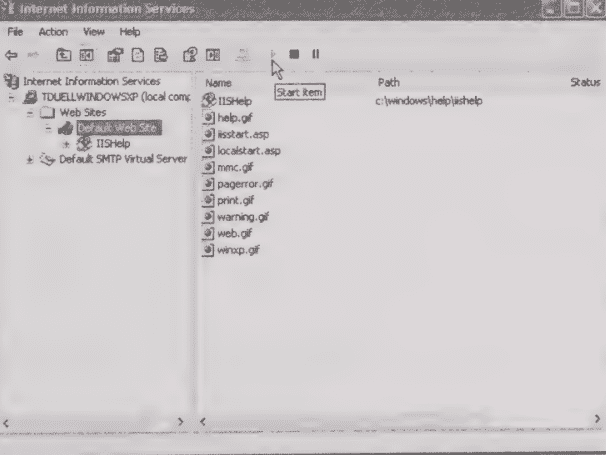 Internet Information Services
File Action View Help
Internet Information Services
TDUELLWINDOWSXP (local comp
Web Sites
Default Web Site
IISHelp
Default SMTP Virtual Server
Name Path Status
IISHelp c:\windows\help\iishelp
help.gif
iisstart.asp
localstart.asp
mmc.gif
pagerror.gif
print.gif
warning.gif
web.gif
winxp.gif
Start item